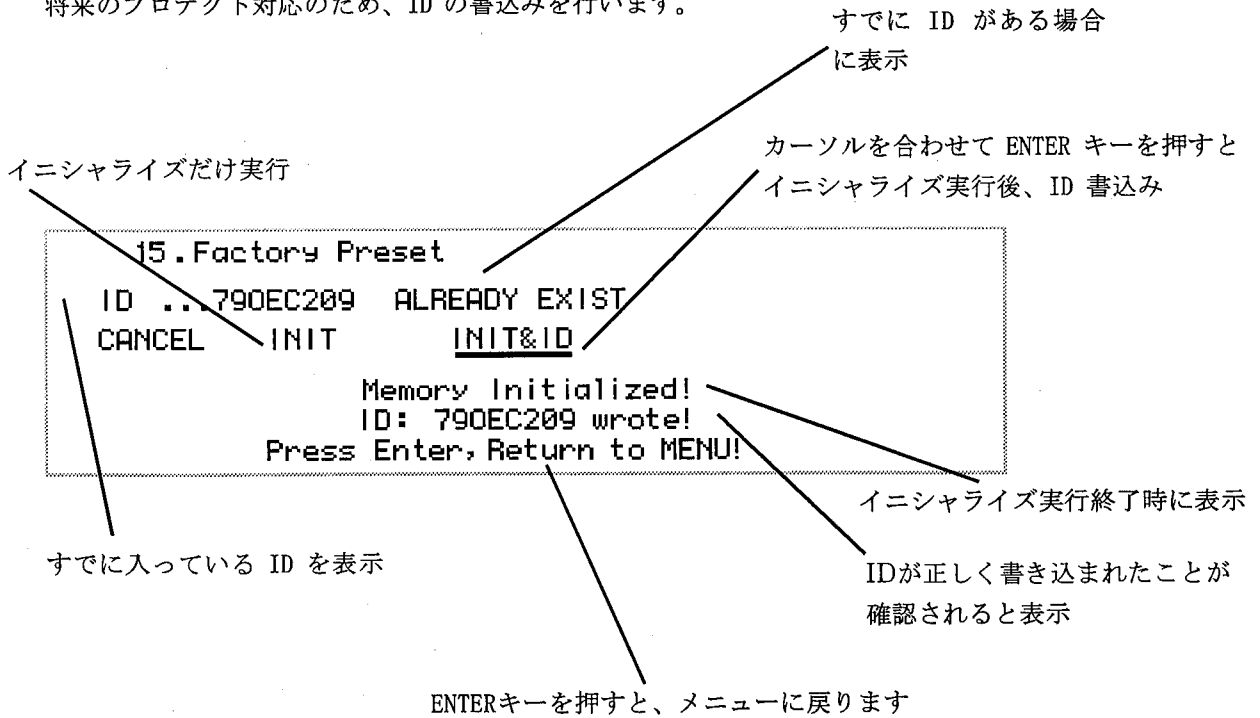 将来のプロテクト対応のため、ID の書込みを行います。
すでに ID がある場合
に表示
カーソルを合わせて ENTER キーを押すと
イニシャライズ実行後、ID 書込み
イニシャライズだけ実行
15.Factory Preset
ID ...790EC209 ALREADY EXIST
CANCEL INIT INIT&ID
Memory Initialized!
ID: 790EC209 wrote!
Press Enter,Return to MENU!
イニシャライズ実行終了時に表示
すでに入っている ID を表示
IDが正しく書き込まれたことが
確認されると表示
ENTERキーを押すと、メニューに戻ります